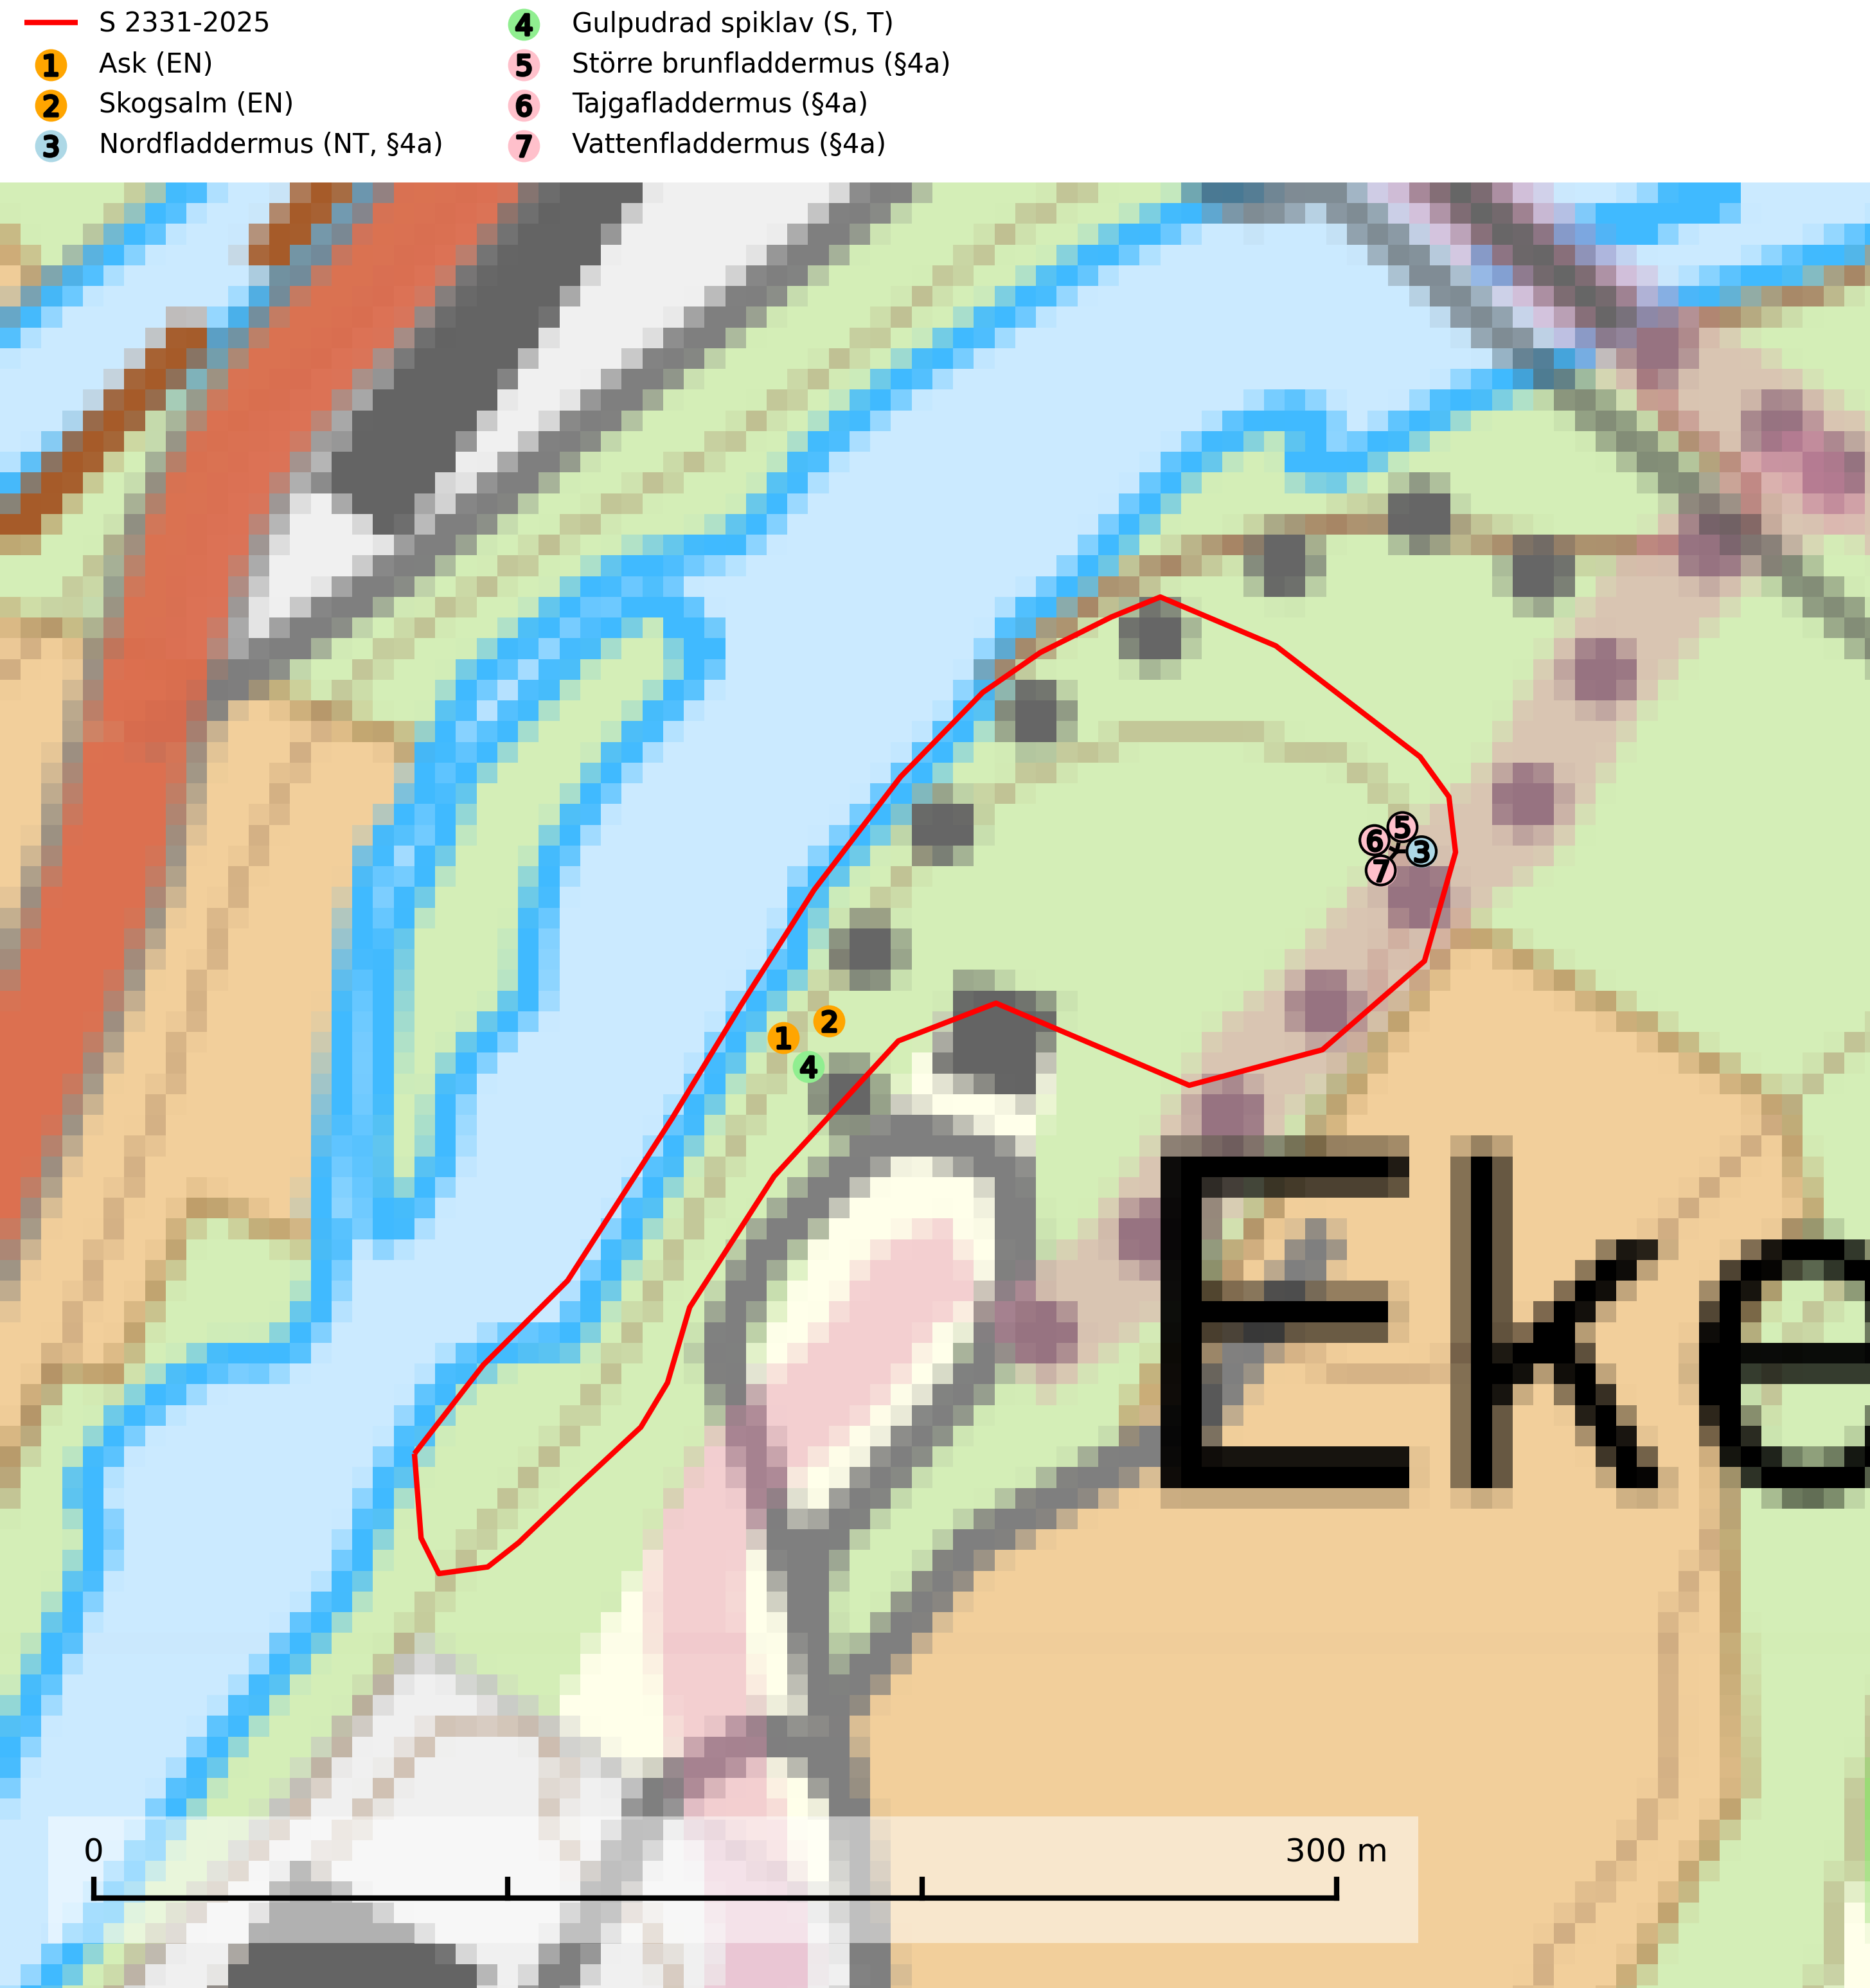 S 2331-2025
1 Ask (EN)
2 Skogsalm (EN)
3 Nordfladdermus (NT, §4a)
4 Gulpudrad spiklav (S, T)
5 Större brunfladdermus (§4a)
6 Tajgafladdermus (§4a)
7 Vattenfladdermus (§4a)
5
6
3
7
2
1
4
Eke
0 300 m